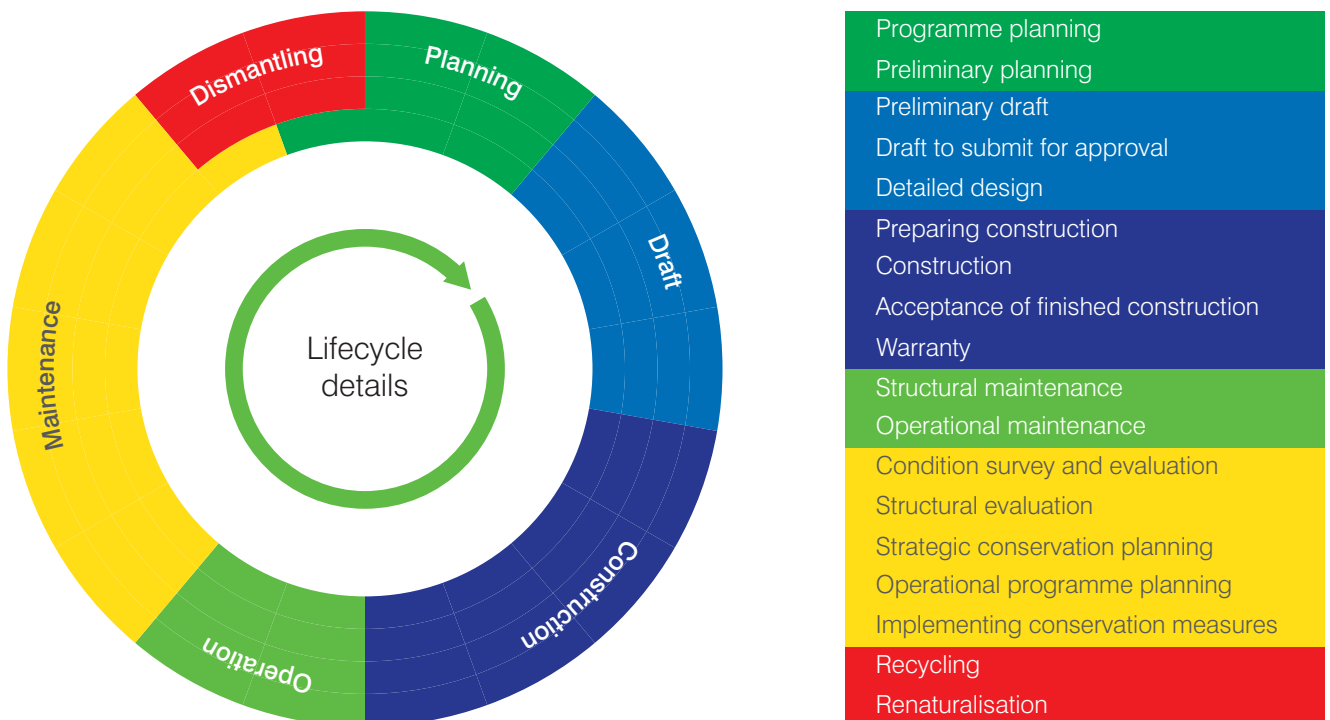 Dismantling
Planning
Draft
Construction
Operation
Maintenance
Lifecycle
details
Programme planning
Preliminary planning
Preliminary draft
Draft to submit for approval
Detailed design
Preparing construction
Construction
Acceptance of finished construction
Warranty
Structural maintenance
Operational maintenance
Condition survey and evaluation
Structural evaluation
Strategic conservation planning
Operational programme planning
Implementing conservation measures
Recycling
Renaturalisation